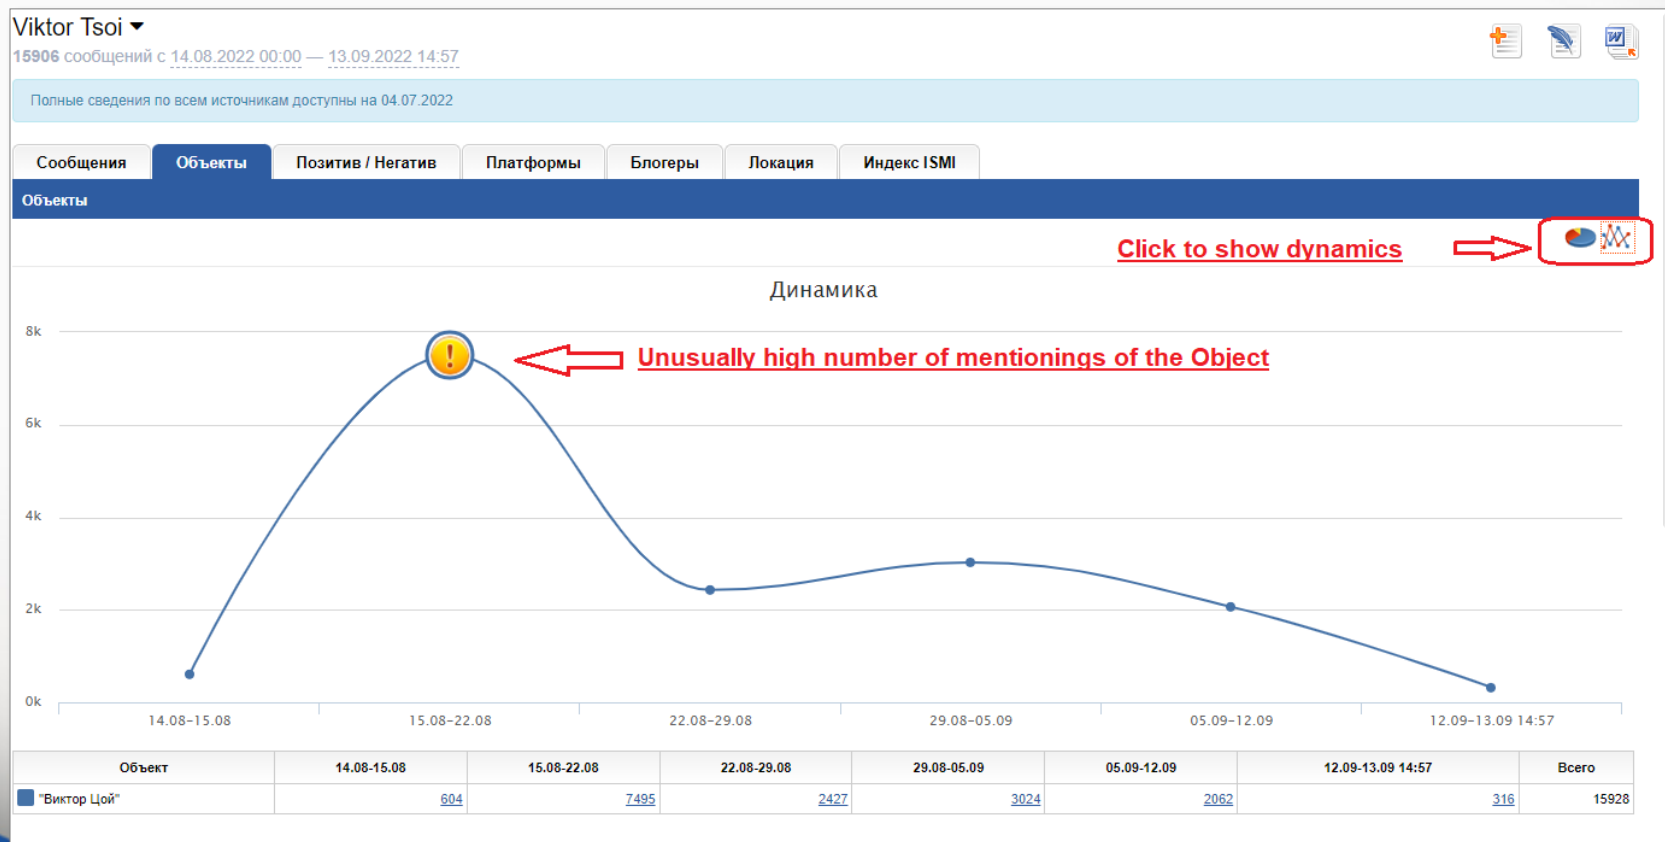 Viktor Tsoi
15906 сообщений с 14.08.2022 00:00 — 13.09.2022 14:57
Полные сведения по всем источникам доступны на 04.07.2022
Сообщения Объекты Позитив / Негатив Платформы Блогеры Локация Индекс ISMI
Объекты
Click to show dynamics
Динамика
8k
Unusually high number of mentionings of the Object
6k
4k
2k
0k
14.08-15.08 15.08-22.08 22.08-29.08 29.08-05.09 05.09-12.09 12.09-13.09 14:57
Объект 14.08-15.08 15.08-22.08 22.08-29.08 29.08-05.09 05.09-12.09 12.09-13.09 14:57 Всего
"Виктор Цой" 604 7495 2427 3024 2062 316 15928